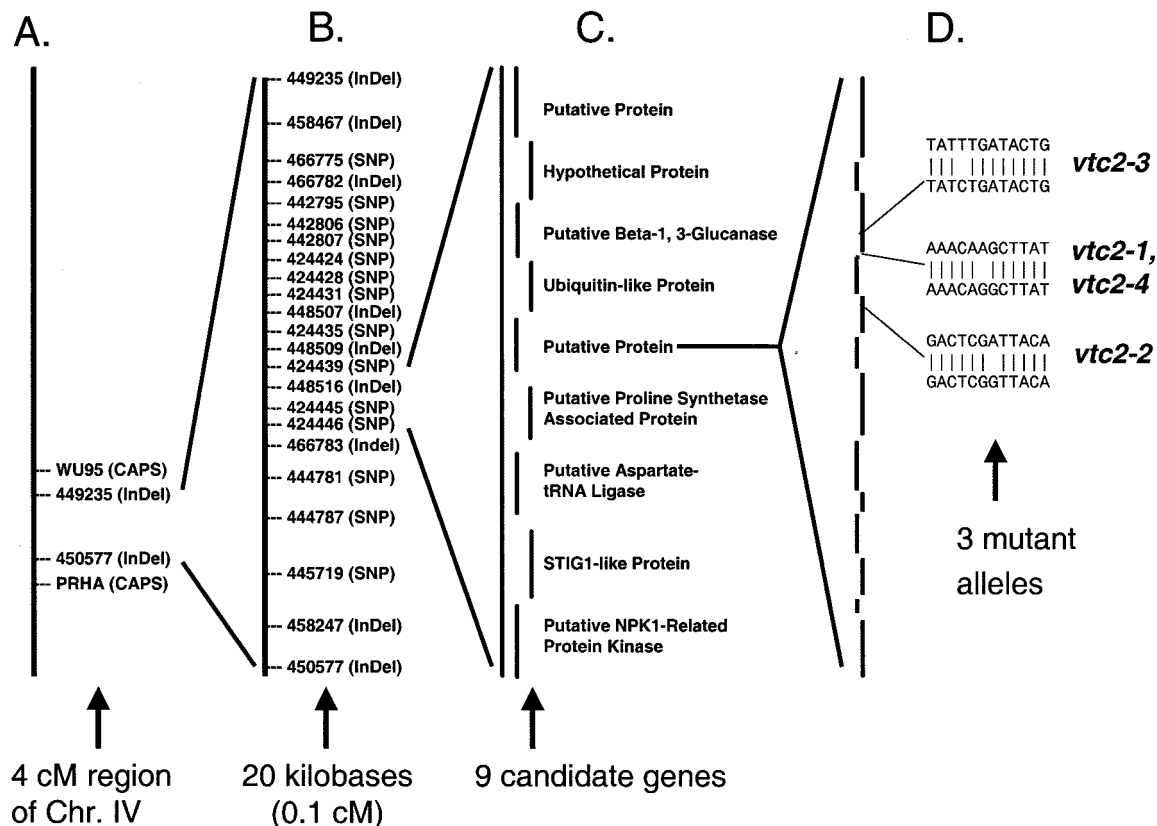 A.
B.
C.
D.
WU95 (CAPS)
449235 (InDel)
450577 (InDel)
PRHA (CAPS)
4 cM region
of Chr. IV
449235 (InDel)
458467 (InDel)
466775 (SNP)
466782 (InDel)
442795 (SNP)
442806 (SNP)
442807 (SNP)
424424 (SNP)
424428 (SNP)
424431 (SNP)
448507 (InDel)
424435 (SNP)
448509 (InDel)
424439 (SNP)
448516 (InDel)
424445 (SNP)
424446 (SNP)
466783 (Indel)
444781 (SNP)
444787 (SNP)
445719 (SNP)
458247 (InDel)
450577 (InDel)
20 kilobases
(0.1 cM)
Putative Protein
Hypothetical Protein
Putative Beta-1, 3-Glucanase
Ubiquitin-like Protein
Putative Protein
Putative Proline Synthetase
Associated Protein
Putative Aspartate-
tRNA Ligase
STIG1-like Protein
Putative NPK1-Related
Protein Kinase
9 candidate genes
TATTTGATACTG
TATCTGATACTG
vtc2-3
AAACAAGCTTAT
AAACAGGCTTAT
vtc2-1,
vtc2-4
GACTCGATTACA
GACTCGGTTACA
vtc2-2
3 mutant
alleles